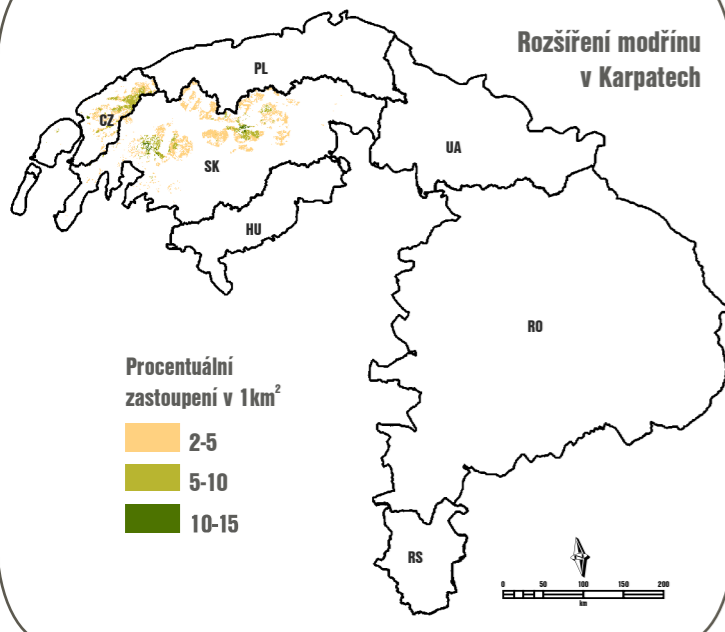 Rozšíření modřínu
v Karpatech
PL
CZ
UA
SK
HU
RO
Procentuální
zastoupení v 1km²
2-5
5-10
10-15
RS
0 50 100 150 200
km